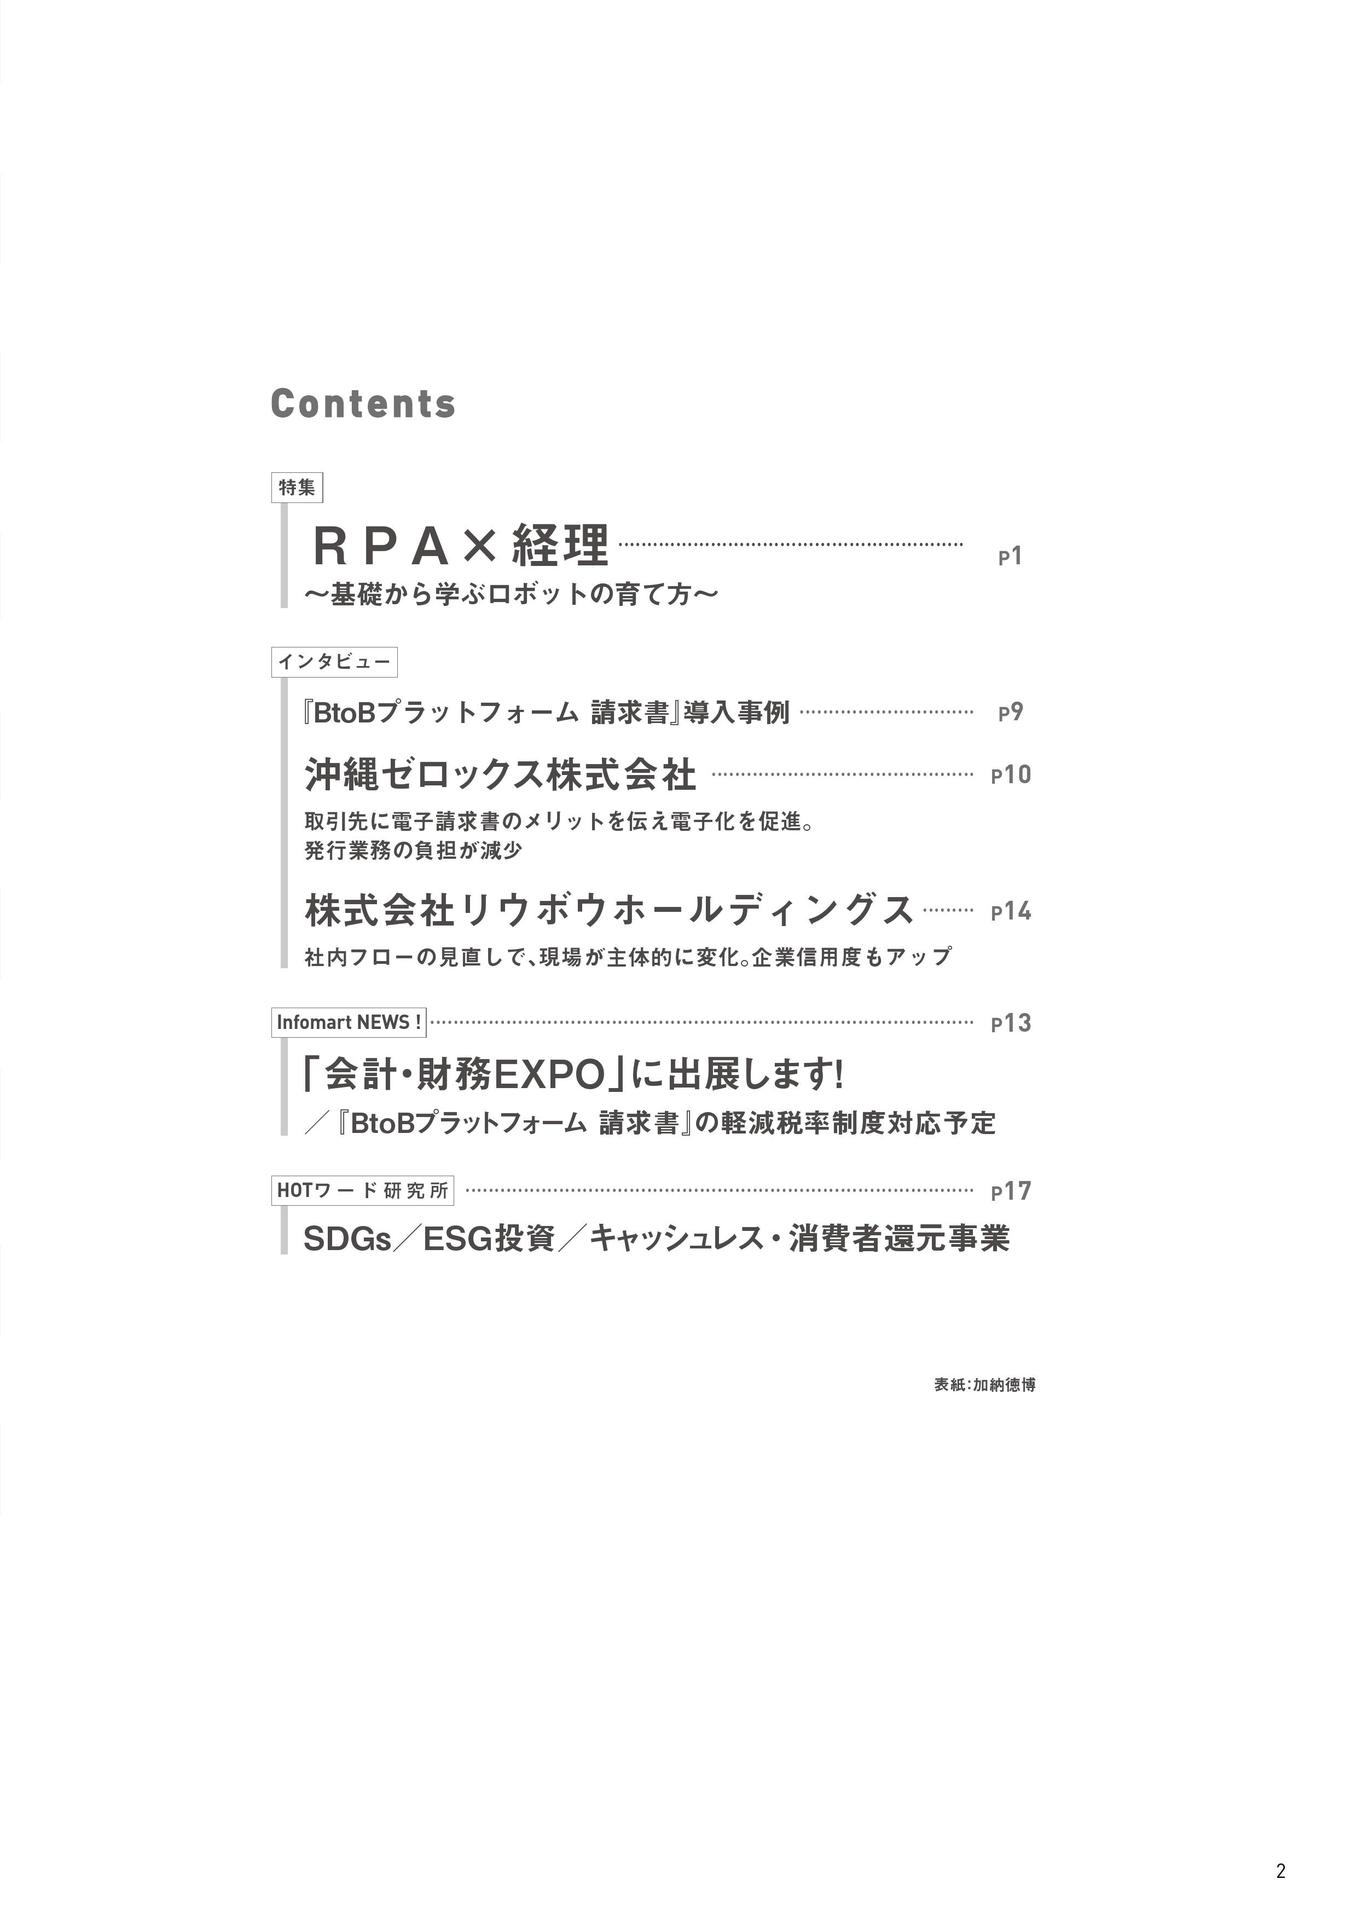 Contents
特集
ＲＰＡ×経理 P1
〜基礎から学ぶロボットの育て方〜
インタビュー
『BtoBプラットフォーム 請求書』導入事例 P9
沖縄ゼロックス株式会社 P10
取引先に電子請求書のメリットを伝え電子化を促進。
発行業務の負担が減少
株式会社リウボウホールディングス P14
社内フローの見直しで、現場が主体的に変化。企業信用度もアップ
Infomart NEWS ! P13
「会計・財務EXPO」に出展します!
／『BtoBプラットフォーム 請求書』の軽減税率制度対応予定
HOTワード研究所 P17
SDGs／ESG投資／キャッシュレス・消費者還元事業
表紙：加納徳博
2